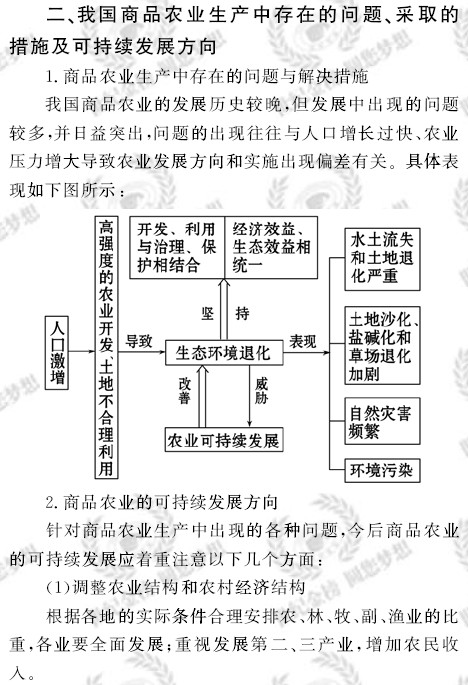 二、我国商品农业生产中存在的问题、采取的
措施及可持续发展方向
1.商品农业生产中存在的问题与解决措施
我国商品农业的发展历史较晚,但发展中出现的问题
较多,并日益突出,问题的出现往往与人口增长过快、农业
压力增大导致农业发展方向和实施出现偏差有关。具体表
现如下图所示:
人口激增
高强度的农业开发、土地不合理利用
导致
开发、利用
与治理、保
护相结合
经济效益、
生态效益相
统一
坚 持
生态环境退化
改善
威胁
农业可持续发展
表现
水土流失
和土地退
化严重
土地沙化、
盐碱化和
草场退化
加剧
自然灾害
频繁
环境污染
2.商品农业的可持续发展方向
针对商品农业生产中出现的各种问题,今后商品农业
的可持续发展应着重注意以下几个方面:
(1)调整农业结构和农村经济结构
根据各地的实际条件合理安排农、林、牧、副、渔业的比
重,各业要全面发展;重视发展第二、三产业,增加农民收
入。